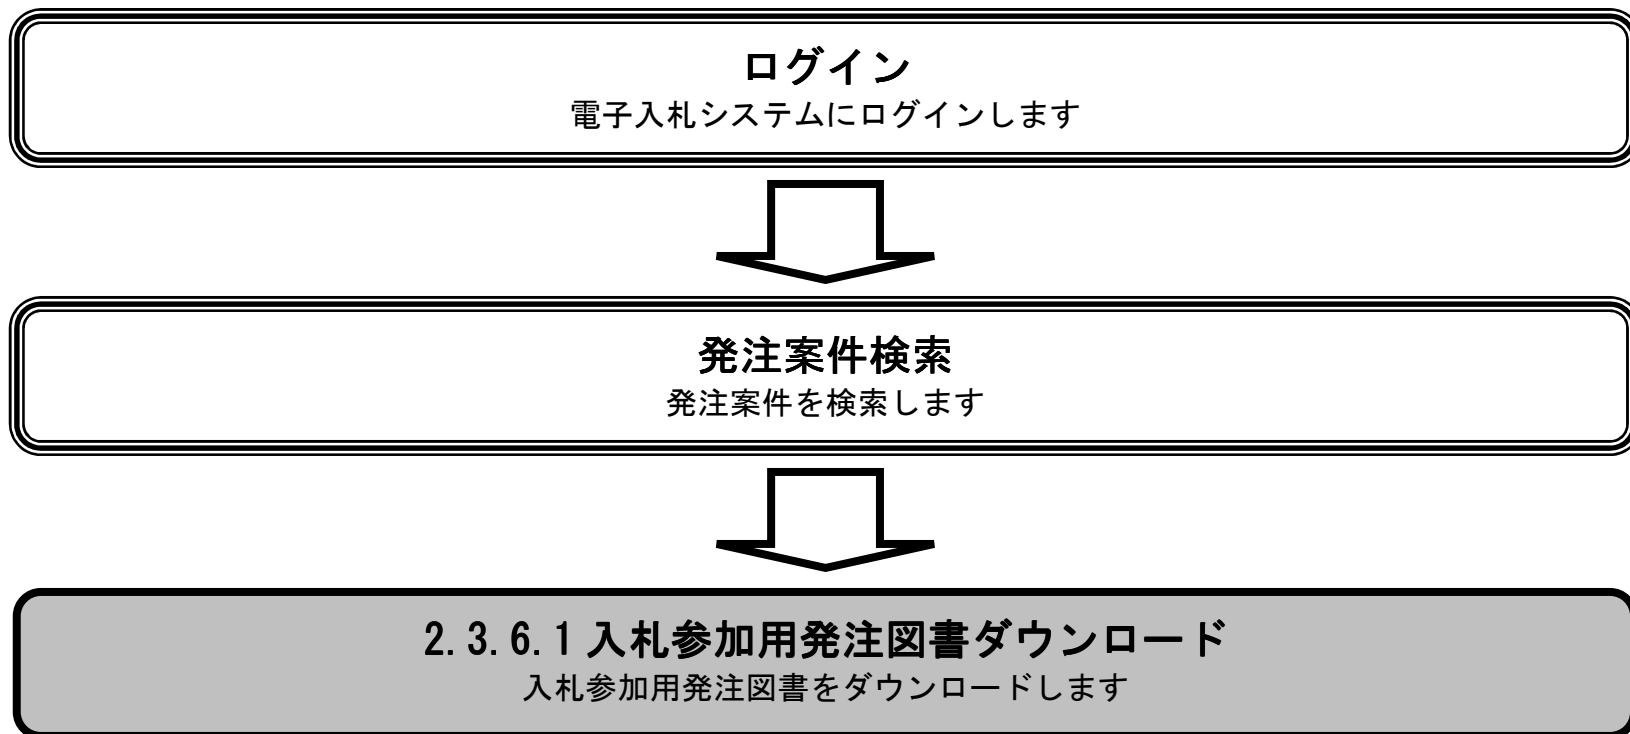 ログイン
電子入札システムにログインします
発注案件検索
発注案件を検索します
2.3.6.1 入札参加用発注図書ダウンロード
入札参加用発注図書をダウンロードします